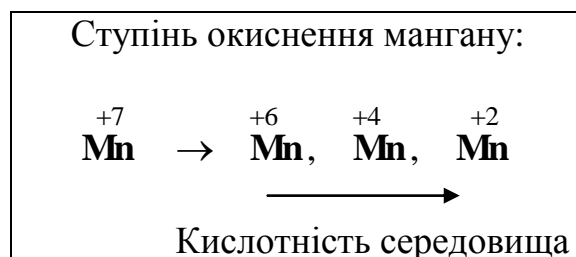 Ступінь окиснення мангану:
+7 +6 +4 +2
Mn → Mn, Mn, Mn
Кислотність середовища